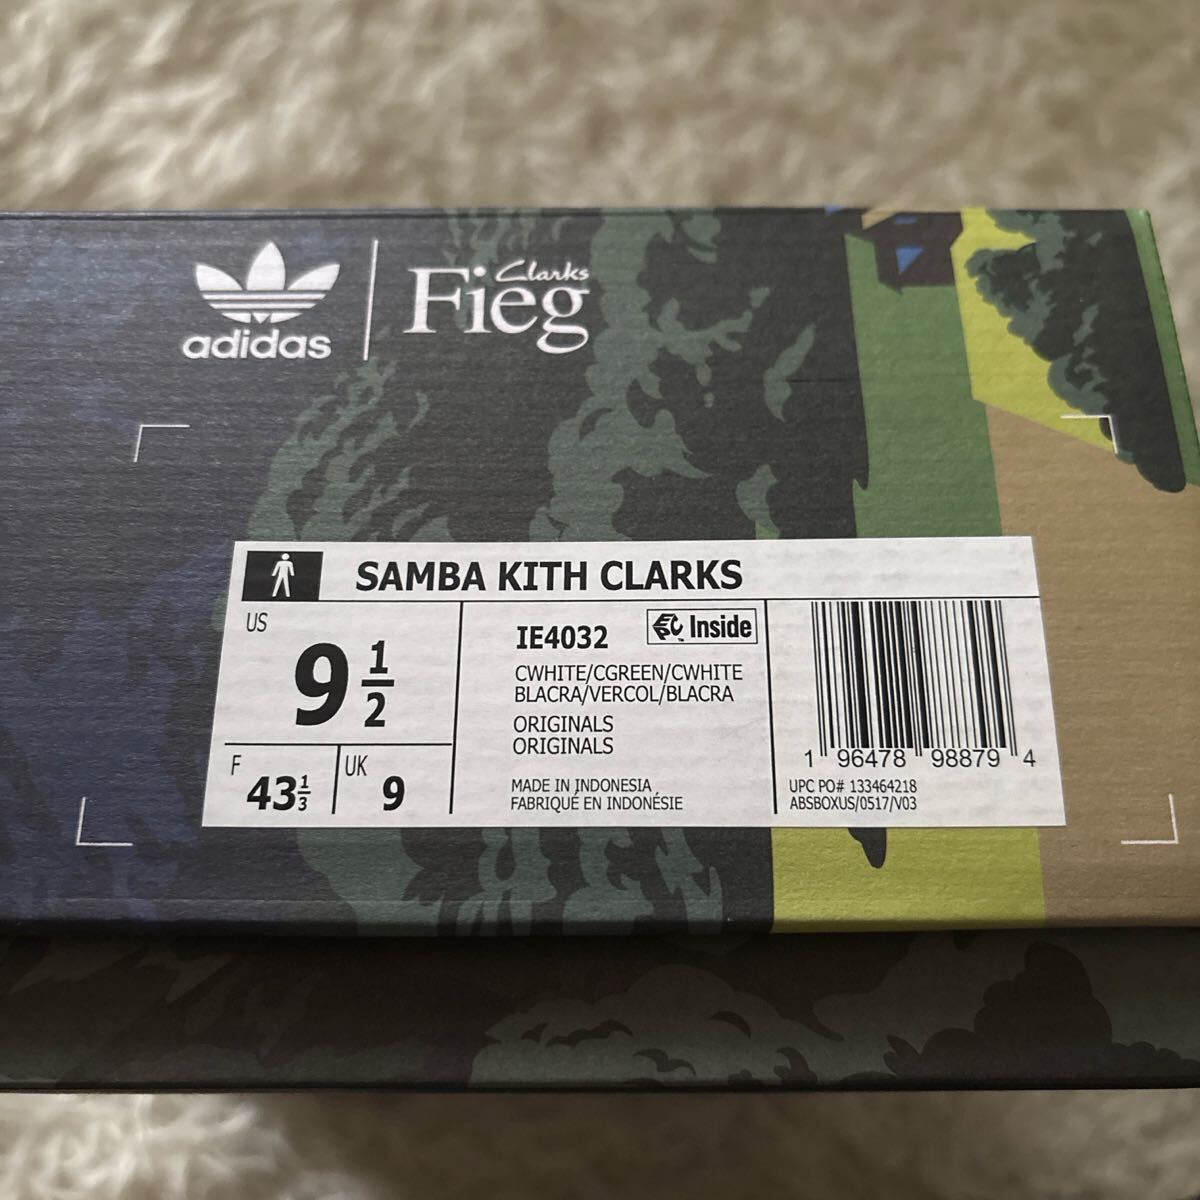 adidas
Clarks
Fieg
SAMBA KITH CLARKS
US
9 1/2
F
43 1/3
UK
9
IE4032
Inside
CWHITE/CGREEN/CWHITE
BLACRA/VERCOL/BLACRA
ORIGINALS
ORIGINALS
MADE IN INDONESIA
FABRIQUÉ EN INDONÉSIE
1 96478 98879 4
UPC PO# 133464218
ABSBOXUS/0517/V03